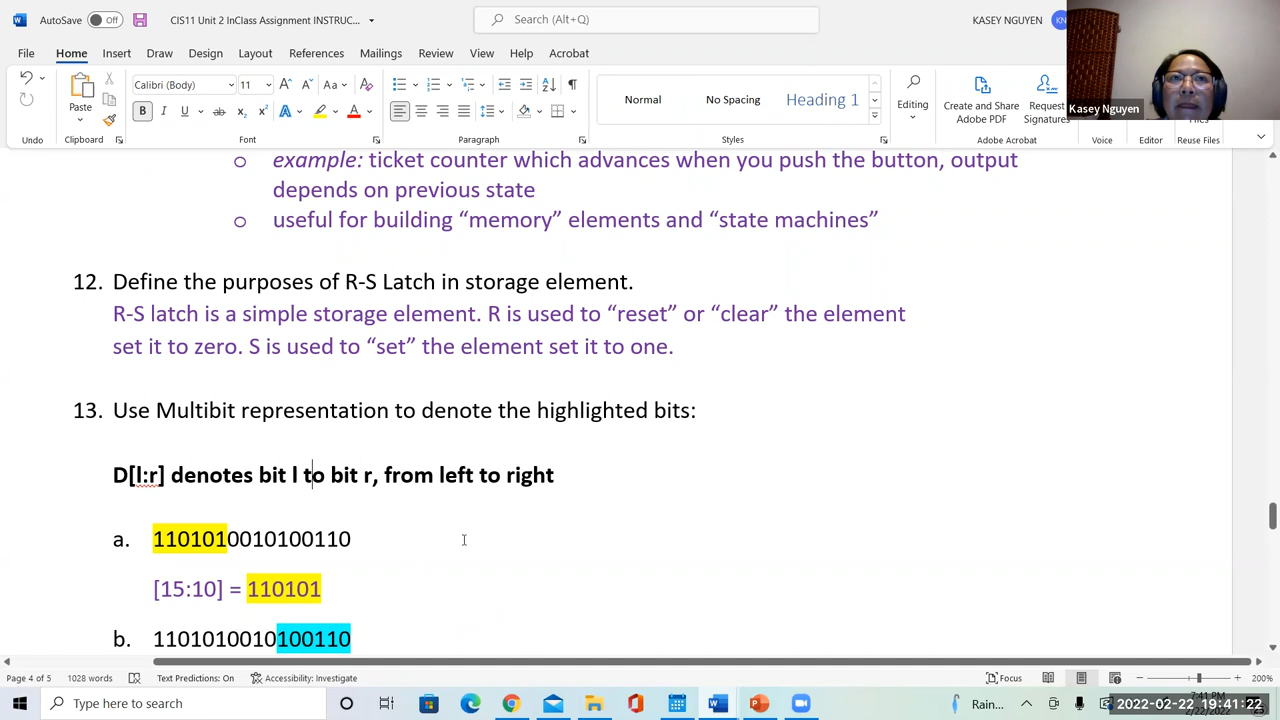 AutoSave Off CIS11 Unit 2 InClass Assignment INSTRUC... Search (Alt+Q) KASEY NGUYEN KN
File Home Insert Draw Design Layout References Mailings Review View Help Acrobat
Calibri (Body) 11
Paste
Normal No Spacing Heading 1
Editing
Create and Share Adobe PDF
Request Signatures
Kasey Nguyen
Undo Clipboard Font Paragraph Styles Adobe Acrobat Voice Editor Reuse Files
o example: ticket counter which advances when you push the button, output
depends on previous state
o useful for building “memory” elements and “state machines”
12. Define the purposes of R-S Latch in storage element.
R-S latch is a simple storage element. R is used to “reset” or “clear” the element
set it to zero. S is used to “set” the element set it to one.
13. Use Multibit representation to denote the highlighted bits:
D[l:r] denotes bit l to bit r, from left to right
a. 1101010010100110
[15:10] = 110101
b. 1101010010100110
Page 4 of 5 1028 words Text Predictions: On Accessibility: Investigate Focus 200%
Type here to search Rain... 7:41 PM
2022-02-22 19:41:22